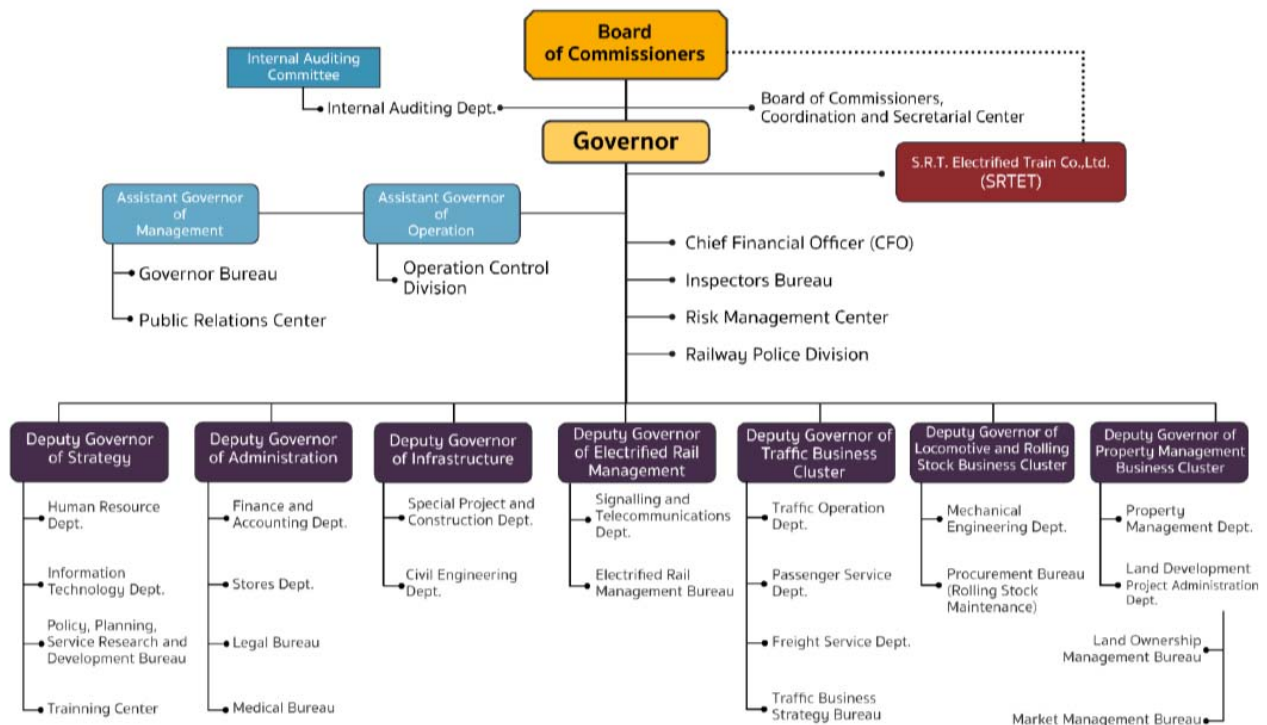 Board
of Commissioners
Internal Auditing
Committee
Internal Auditing Dept.
Board of Commissioners,
Coordination and Secretarial Center
Governor
S.R.T. Electrified Train Co.,Ltd.
(SRTET)
Assistant Governor
of
Management
Assistant Governor
of
Operation
Governor Bureau
Public Relations Center
Operation Control
Division
Chief Financial Officer (CFO)
Inspectors Bureau
Risk Management Center
Railway Police Division
Deputy Governor
of Strategy
Human Resource
Dept.
Information
Technology Dept.
Policy, Planning,
Service Research and
Development Bureau
Trainning Center
Deputy Governor
of Administration
Finance and
Accounting Dept.
Stores Dept.
Legal Bureau
Medical Bureau
Deputy Governor
of Infrastructure
Special Project and
Construction Dept.
Civil Engineering
Dept.
Deputy Governor
of Electrified Rail
Management
Signalling and
Telecommunications
Dept.
Electrified Rail
Management Bureau
Deputy Governor of
Traffic Business
Cluster
Traffic Operation
Dept.
Passenger Service
Dept.
Freight Service Dept.
Traffic Business
Strategy Bureau
Deputy Governor of
Locomotive and Rolling
Stock Business Cluster
Mechanical
Engineering Dept.
Procurement Bureau
(Rolling Stock
Maintenance)
Deputy Governor of
Property Management
Business Cluster
Property
Management Dept.
Land Development
Project Administration
Dept.
Land Ownership
Management Bureau
Market Management Bureau